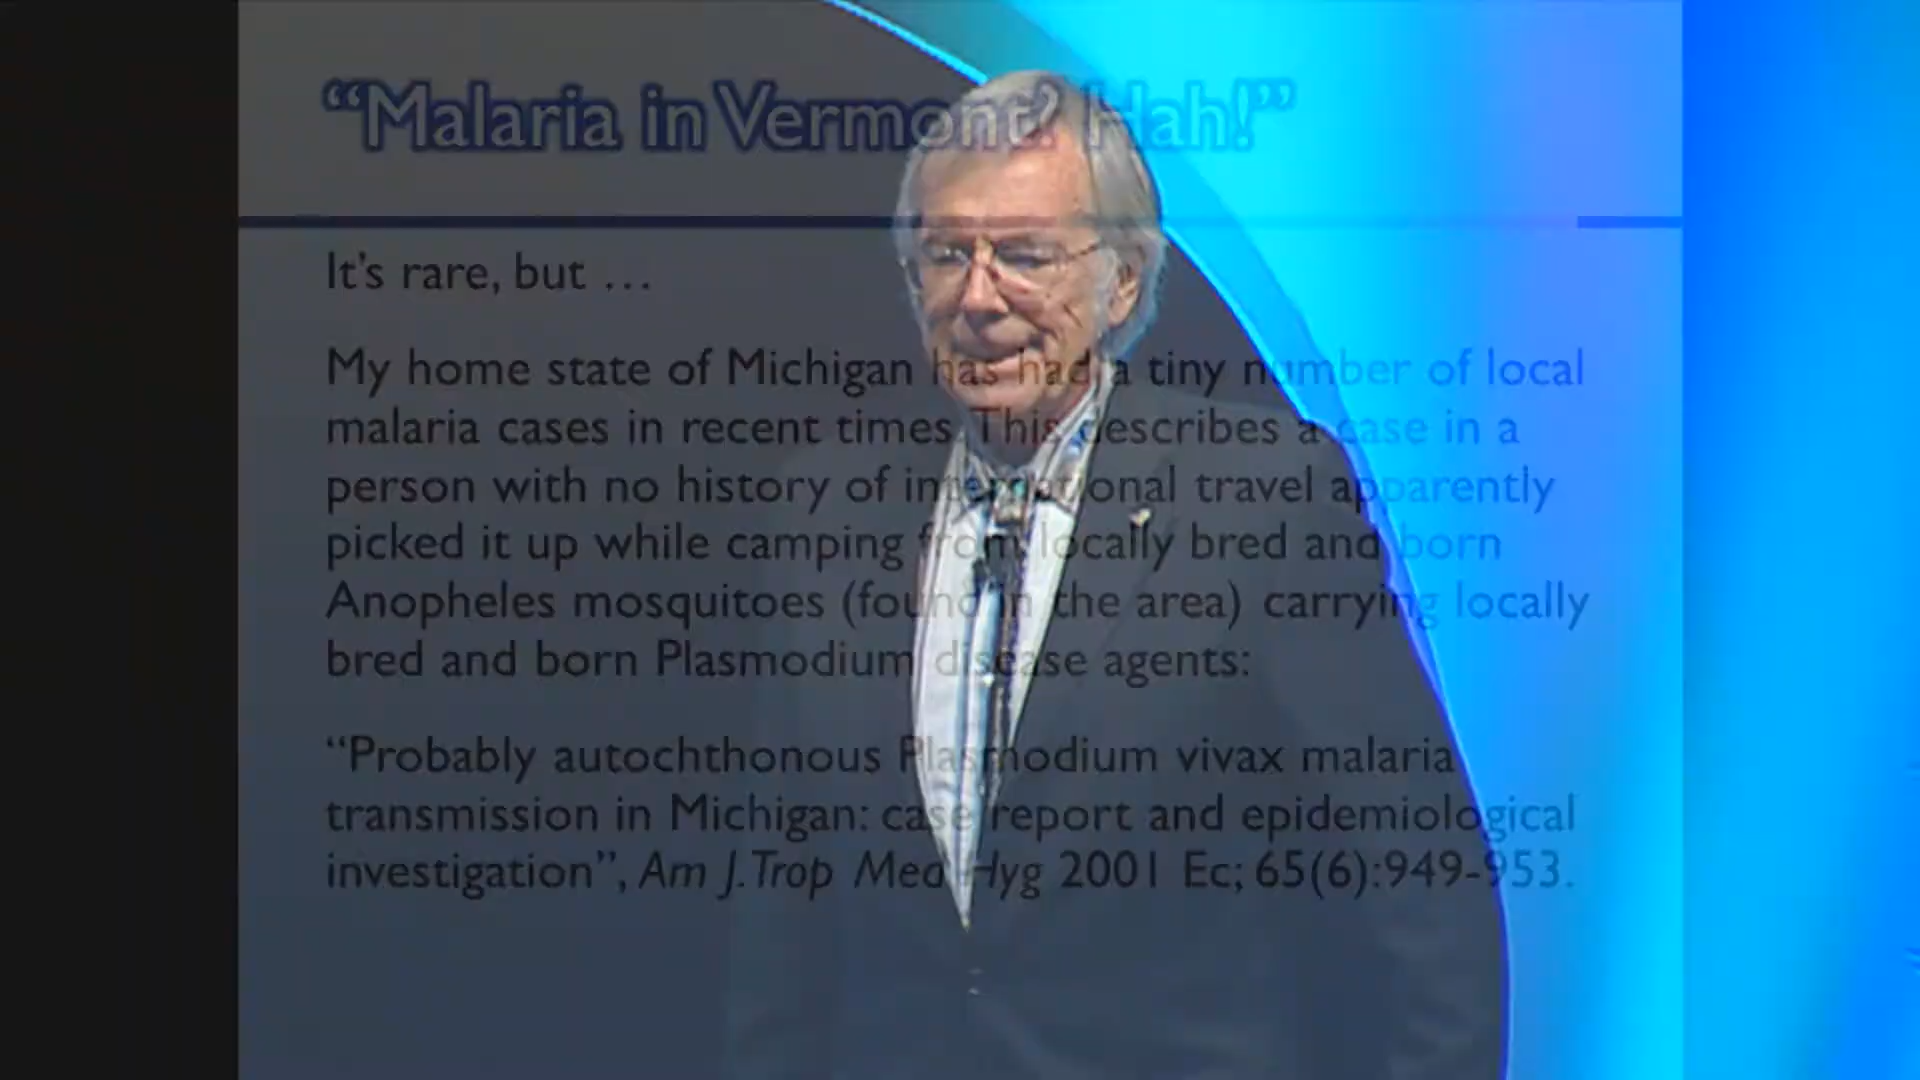 “Malaria in Vermont? Hah!”
It’s rare, but …
My home state of Michigan has had a tiny number of local
malaria cases in recent times. This describes a case in a
person with no history of international travel apparently
picked it up while camping from locally bred and born
Anopheles mosquitoes (found in the area) carrying locally
bred and born Plasmodium disease agents:
“Probably autochthonous Plasmodium vivax malaria
transmission in Michigan: case report and epidemiological
investigation”, Am J. Trop Med Hyg 2001 Ec; 65(6):949-953.